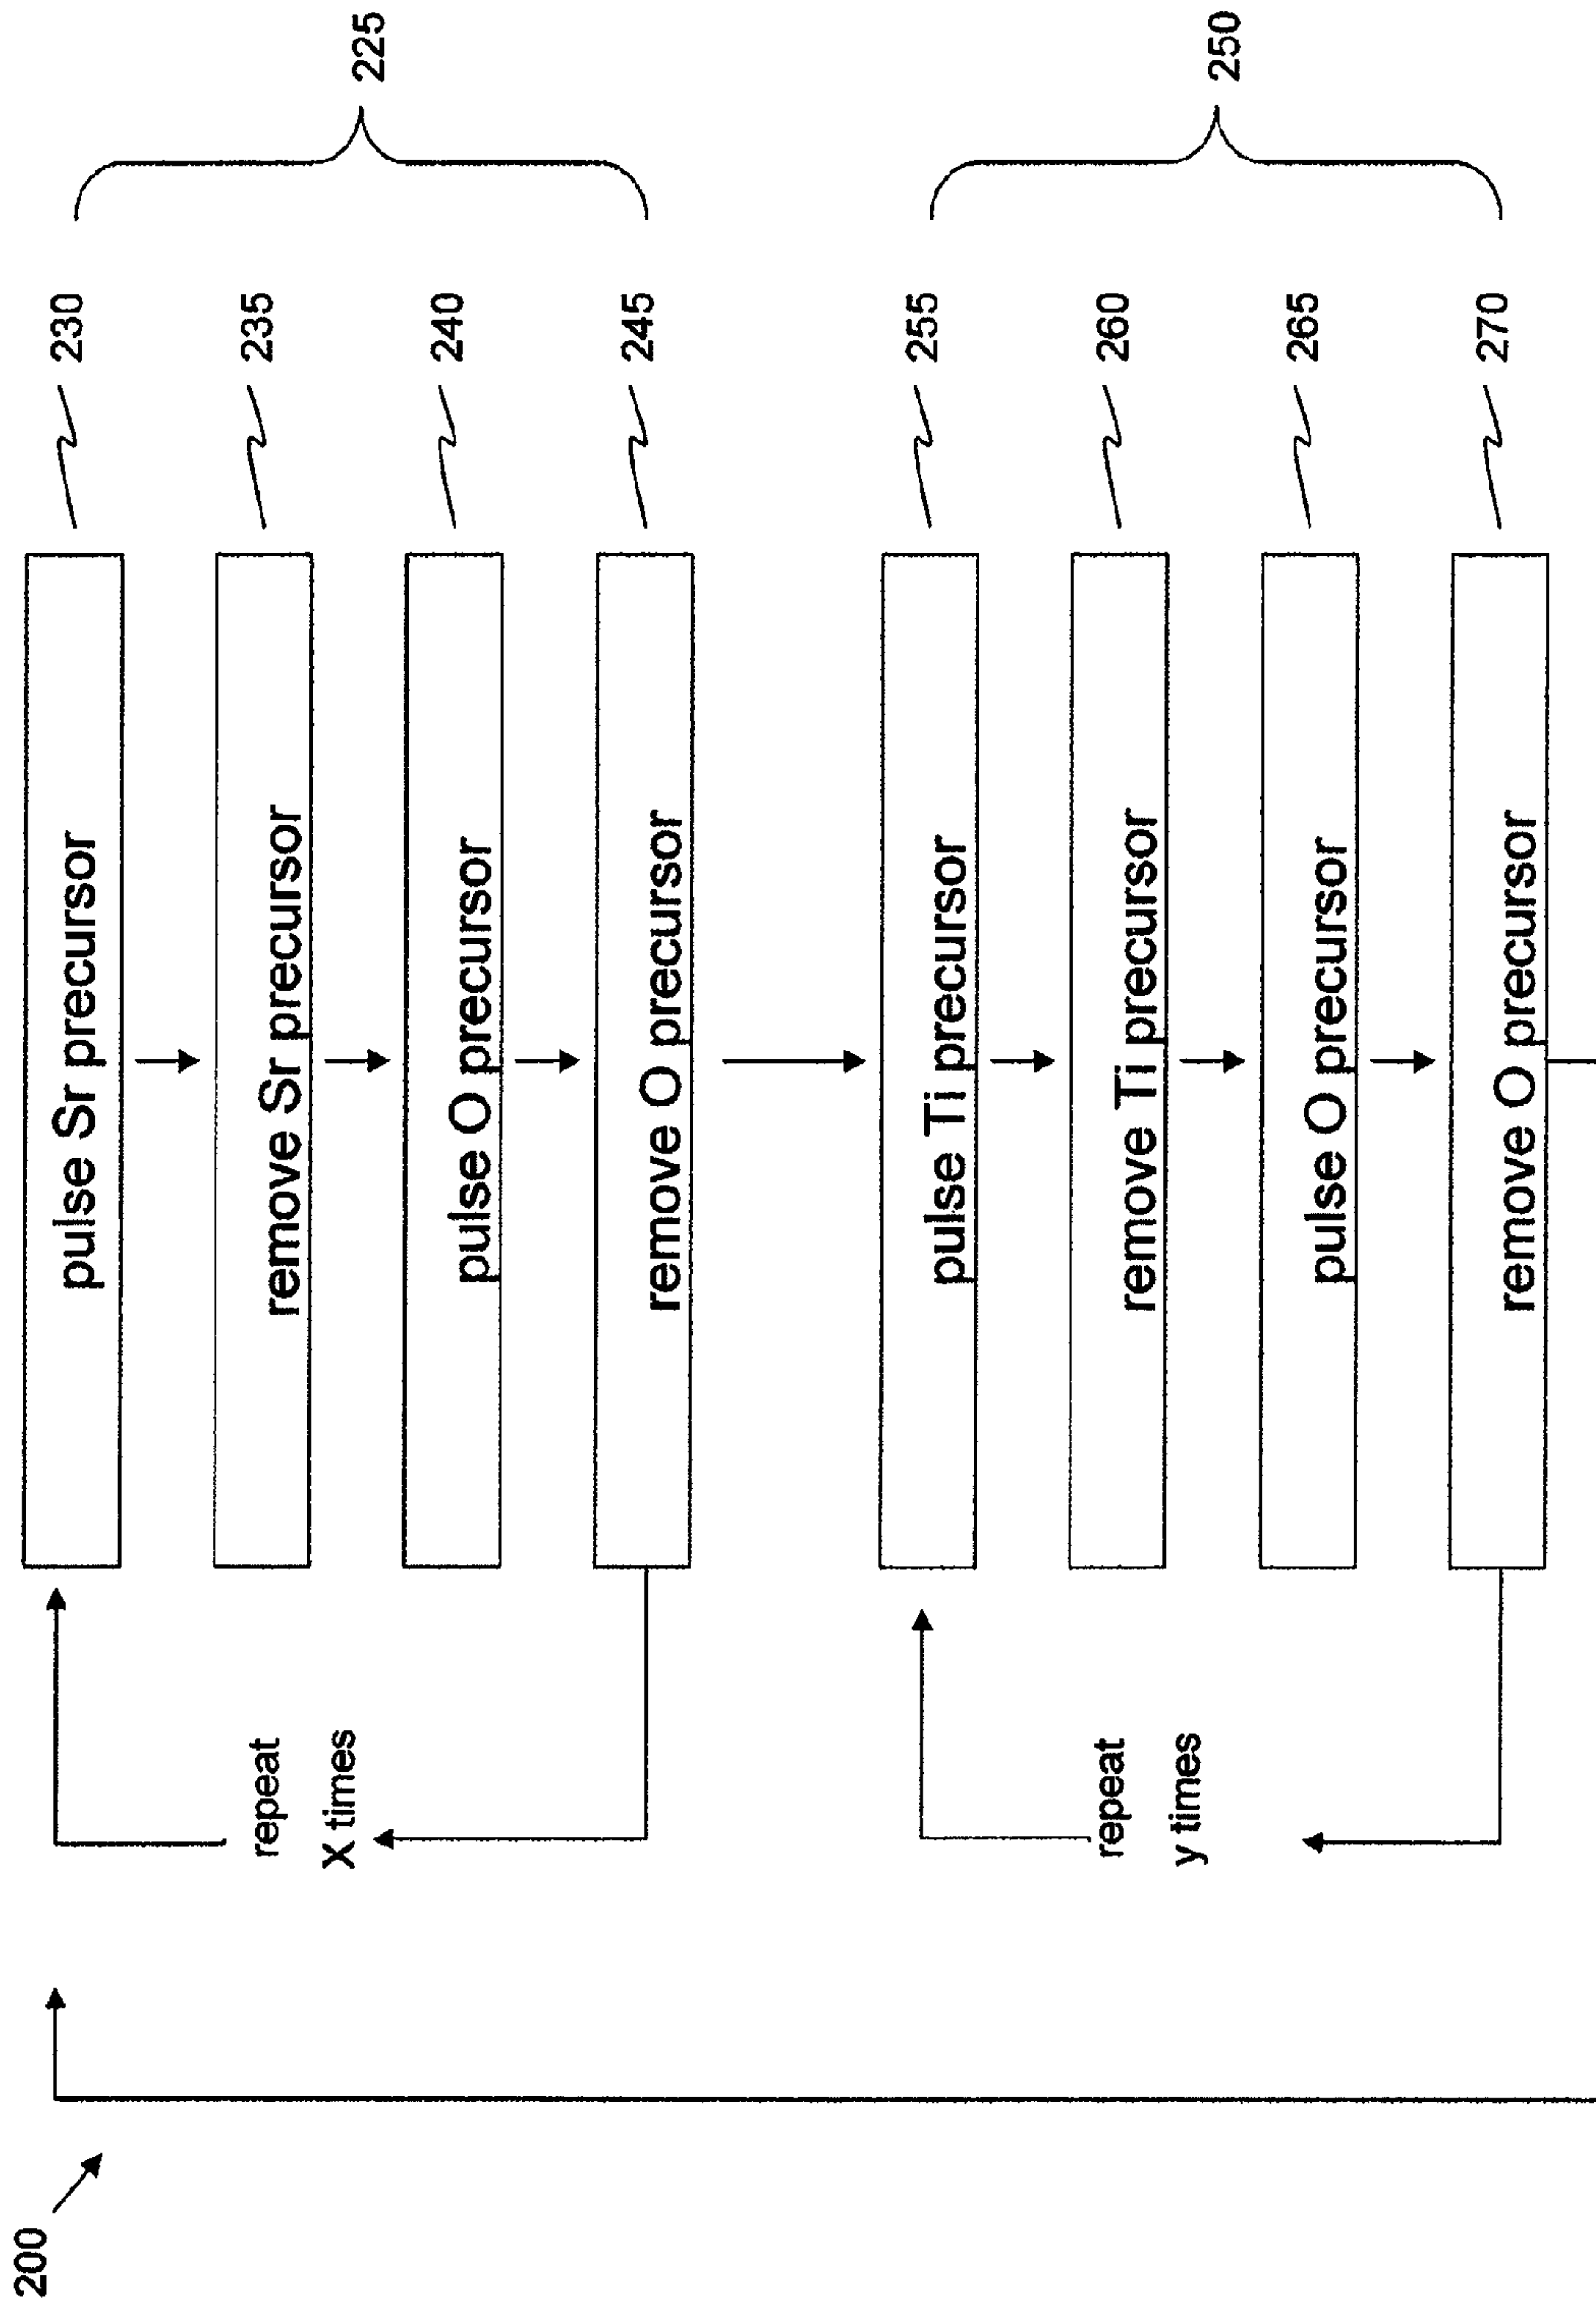 200
225
pulse Sr precursor
230
remove Sr precursor
235
pulse O precursor
240
remove O precursor
245
repeat
X times
250
pulse Ti precursor
255
remove Ti precursor
260
pulse O precursor
265
remove O precursor
270
repeat
y times